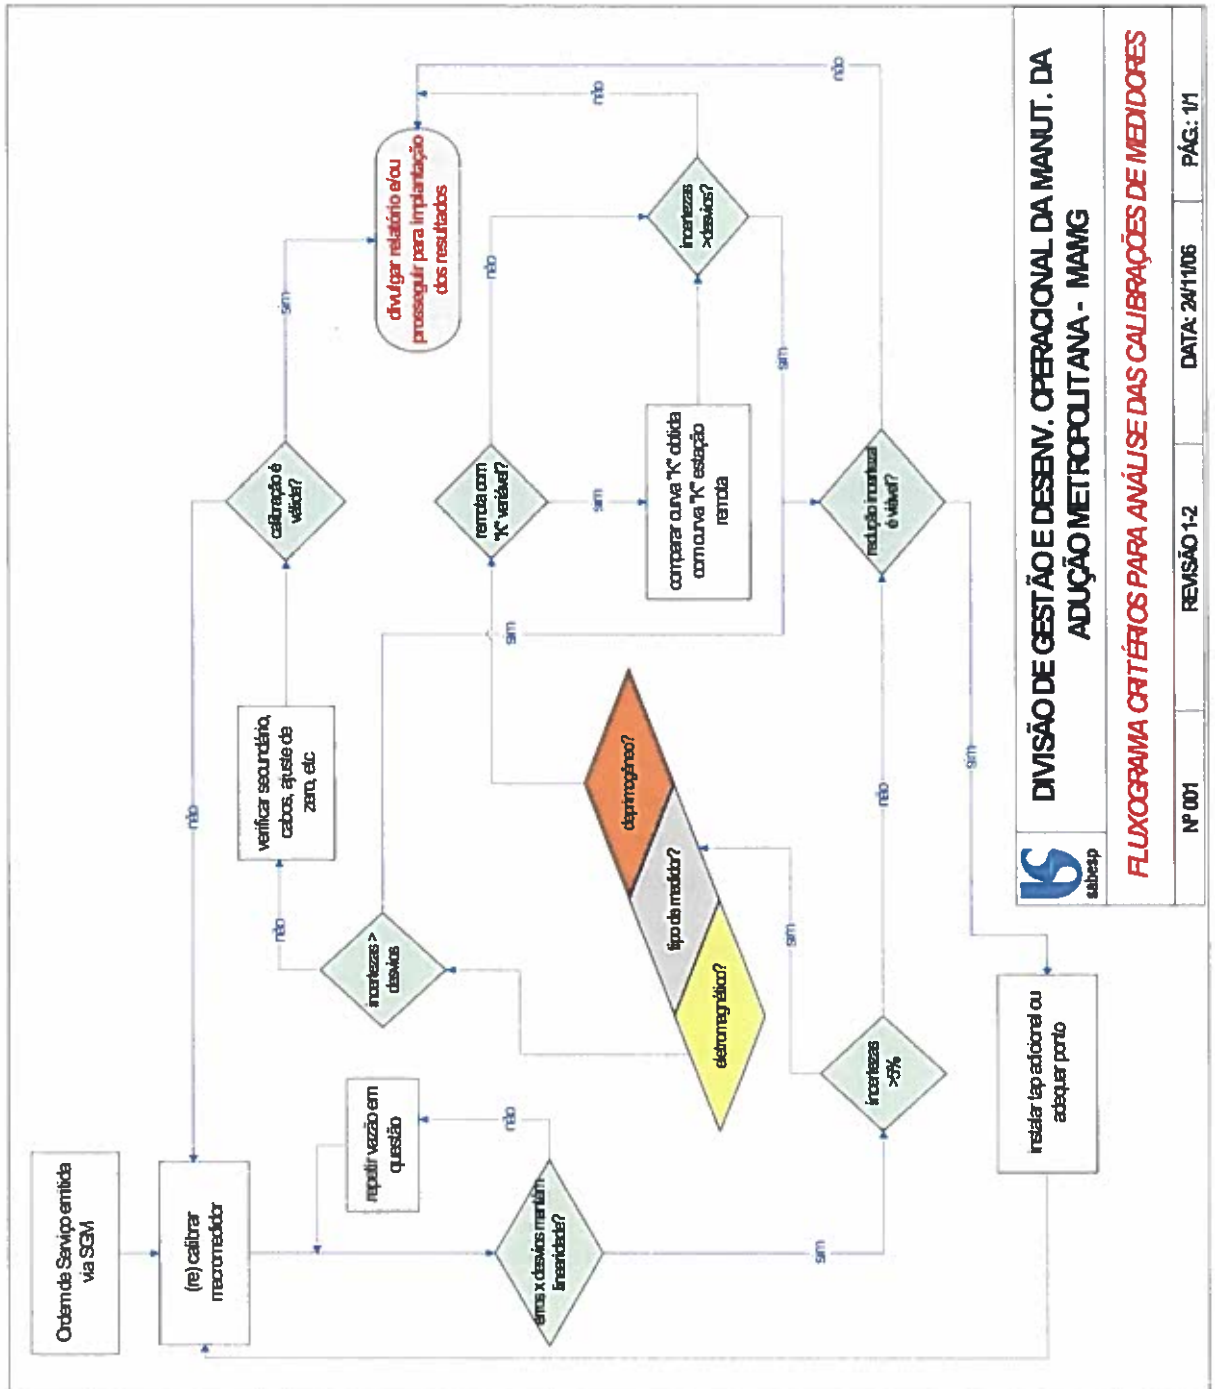 Ordem de Serviço emitida
via SGM
(re) calibrar
macromedidor
repetir vazão em
questão
não
erros x desvios mantém
linearidade?
sim
incertezas
>5%
sim
não
eletromagnético?
tipo de medidor?
deprimogêneo?
incertezas >
desvios
não
sim
verificar secundário,
cabos, ajuste de
zero, etc
calibração é
válida?
não
sim
remota com
"K" variável?
não
sim
comparar curva "K" obtida
com curva "K" estação
remota
incertezas
>desvios?
não
sim
redução incerteza
é viável?
não
sim
instalar tap adicional ou
adequar ponto
divulgar relatório e/ou
prosseguir para implantação
dos resultados
sabesp
DIVISÃO DE GESTÃO E DESENV. OPERACIONAL DA MANUT. DA
ADUÇÃO METROPOLITANA - MAMG
FLUXOGRAMA CRITÉRIOS PARA ANÁLISE DAS CALIBRAÇÕES DE MEDIDORES
Nº 001
REVISÃO 1-2
DATA: 24/11/06
PÁG.: 1/1